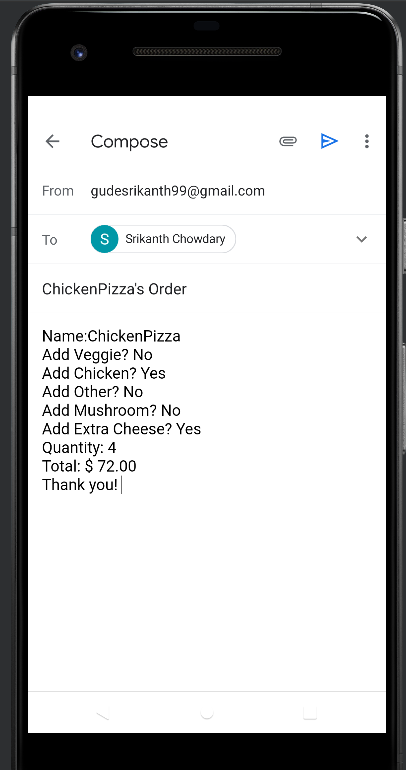 Compose
From gudesrikanth99@gmail.com
To S Srikanth Chowdary
ChickenPizza's Order
Name:ChickenPizza
Add Veggie? No
Add Chicken? Yes
Add Other? No
Add Mushroom? No
Add Extra Cheese? Yes
Quantity: 4
Total: $ 72.00
Thank you!